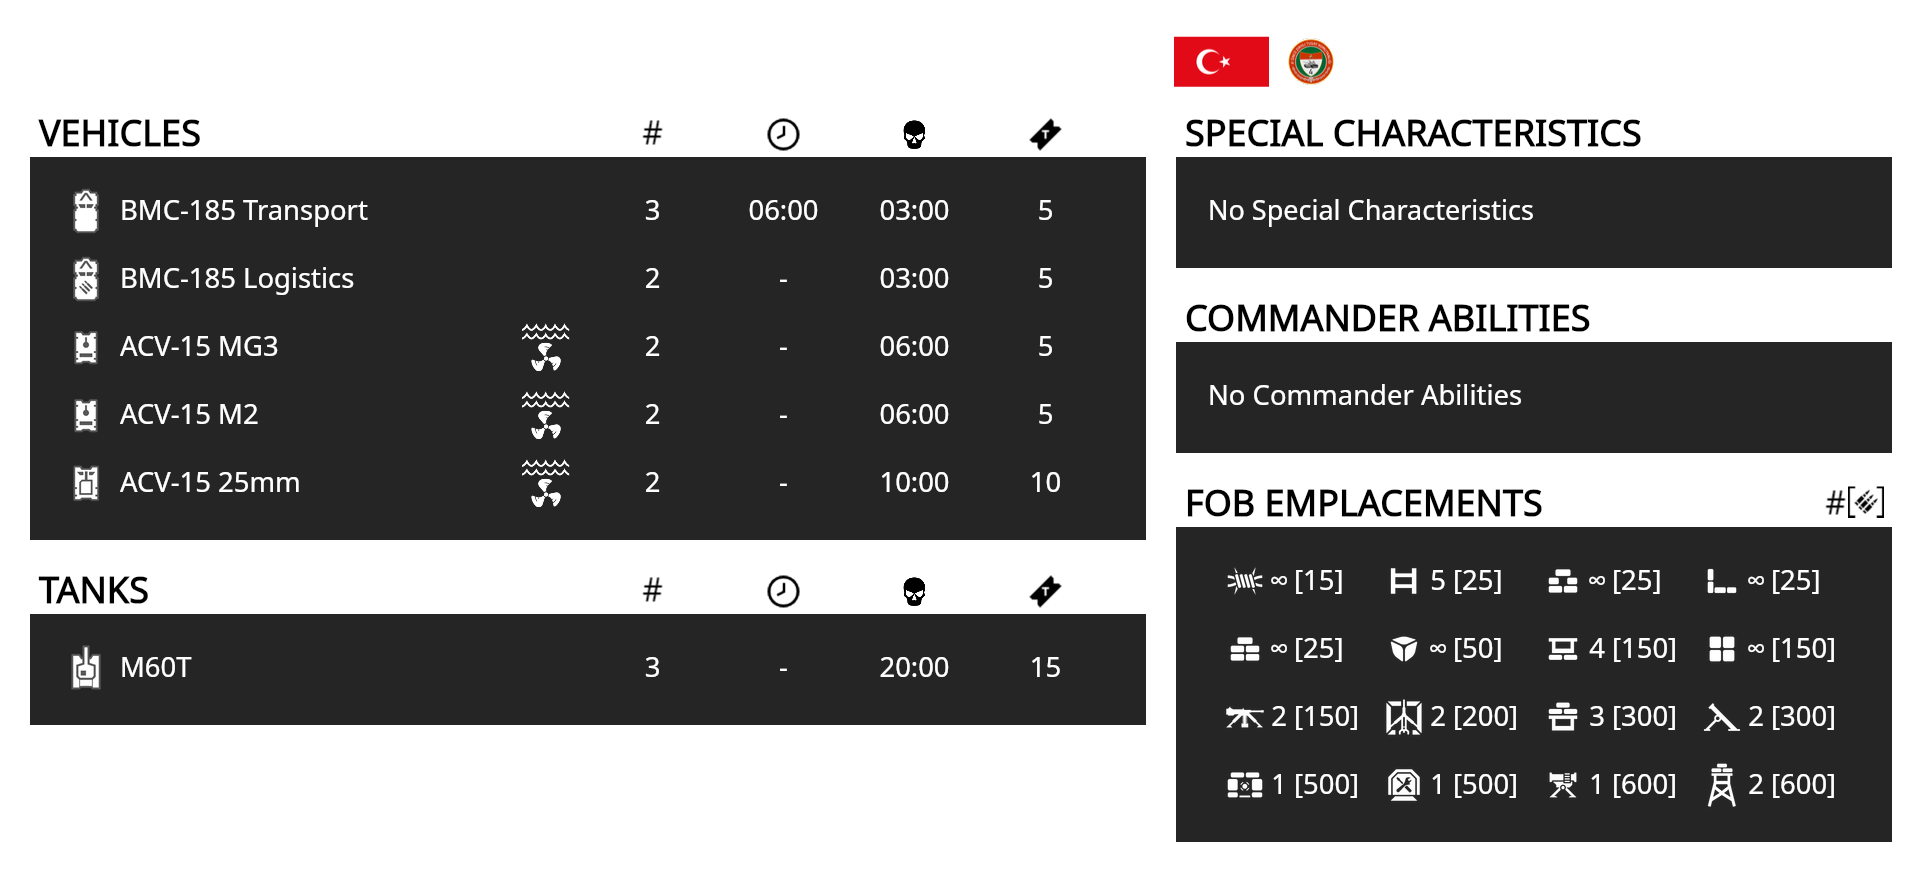 VEHICLES #
BMC-185 Transport 3 06:00 03:00 5
BMC-185 Logistics 2 - 03:00 5
ACV-15 MG3 2 - 06:00 5
ACV-15 M2 2 - 06:00 5
ACV-15 25mm 2 - 10:00 10
TANKS #
M60T 3 - 20:00 15
SPECIAL CHARACTERISTICS
No Special Characteristics
COMMANDER ABILITIES
No Commander Abilities
FOB EMPLACEMENTS #[ ]
∞ [15] 5 [25] ∞ [25] ∞ [25]
∞ [25] ∞ [50] 4 [150] ∞ [150]
2 [150] 2 [200] 3 [300] 2 [300]
1 [500] 1 [500] 1 [600] 2 [600]